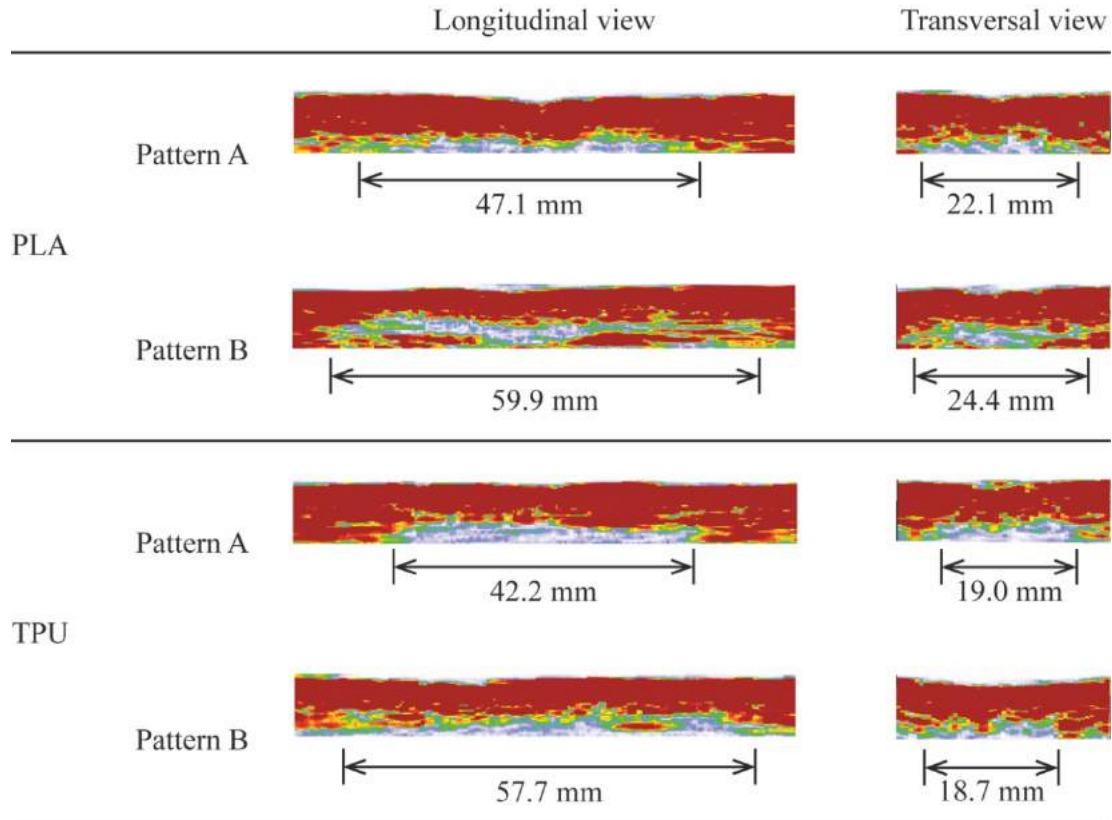 Longitudinal view Transversal view
Pattern A
47.1 mm 22.1 mm
PLA
Pattern B
59.9 mm 24.4 mm
Pattern A
42.2 mm 19.0 mm
TPU
Pattern B
57.7 mm 18.7 mm